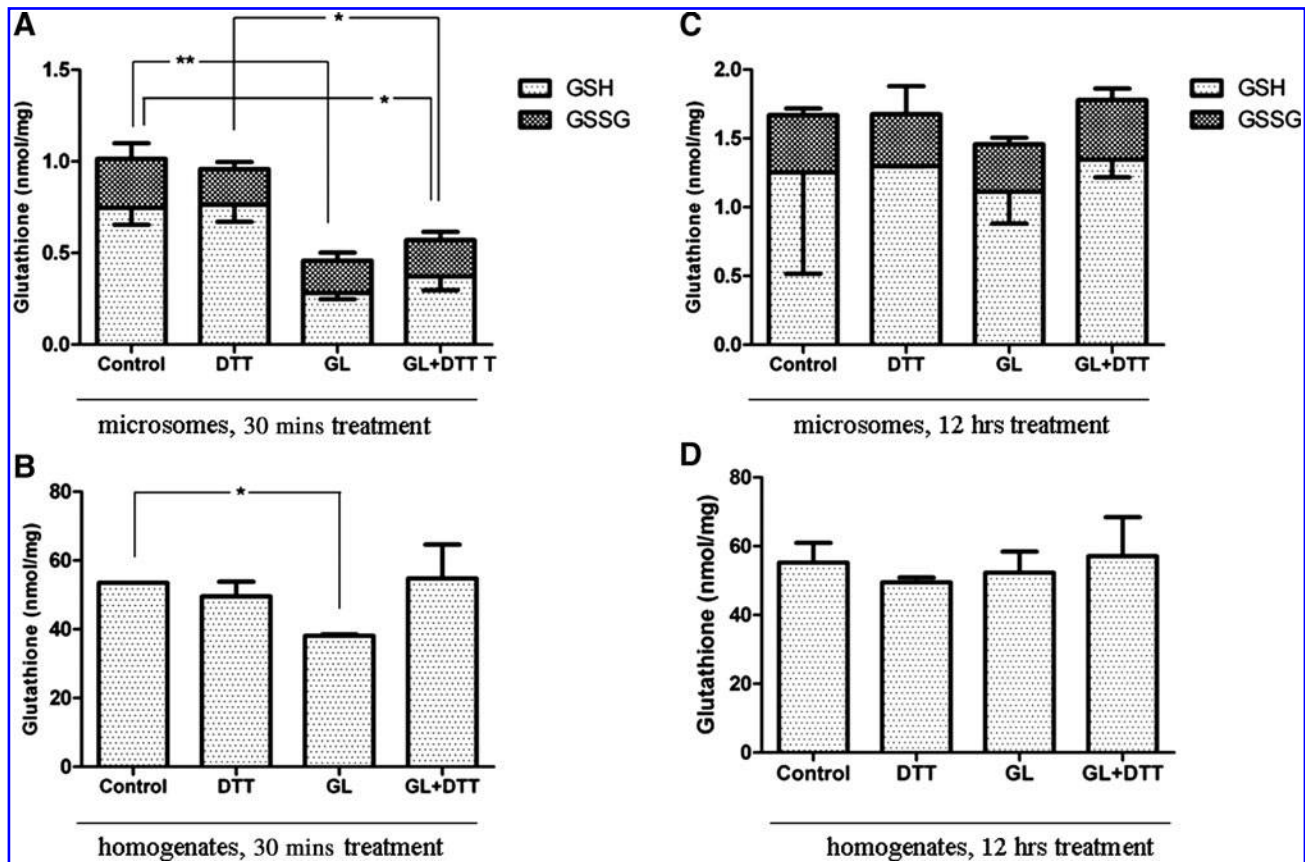 A
*
**
*
Glutathione (nmol/mg)
1.5
1.0
0.5
0.0
GSH
GSSG
Control DTT GL GL+DTT T
microsomes, 30 mins treatment
C
Glutathione (nmol/mg)
2.0
1.5
1.0
0.5
0.0
GSH
GSSG
Control DTT GL GL+DTT
microsomes, 12 hrs treatment
B
*
Glutathione (nmol/mg)
80
60
40
20
0
Control DTT GL GL+DTT
homogenates, 30 mins treatment
D
Glutathione (nmol/mg)
80
60
40
20
0
Control DTT GL GL+DTT
homogenates, 12 hrs treatment